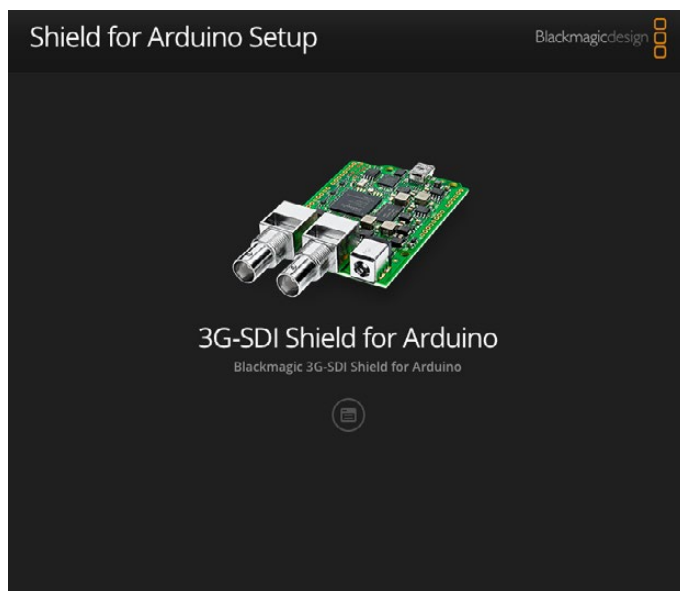 Shield for Arduino Setup
Blackmagicdesign
3G-SDI Shield for Arduino
Blackmagic 3G-SDI Shield for Arduino